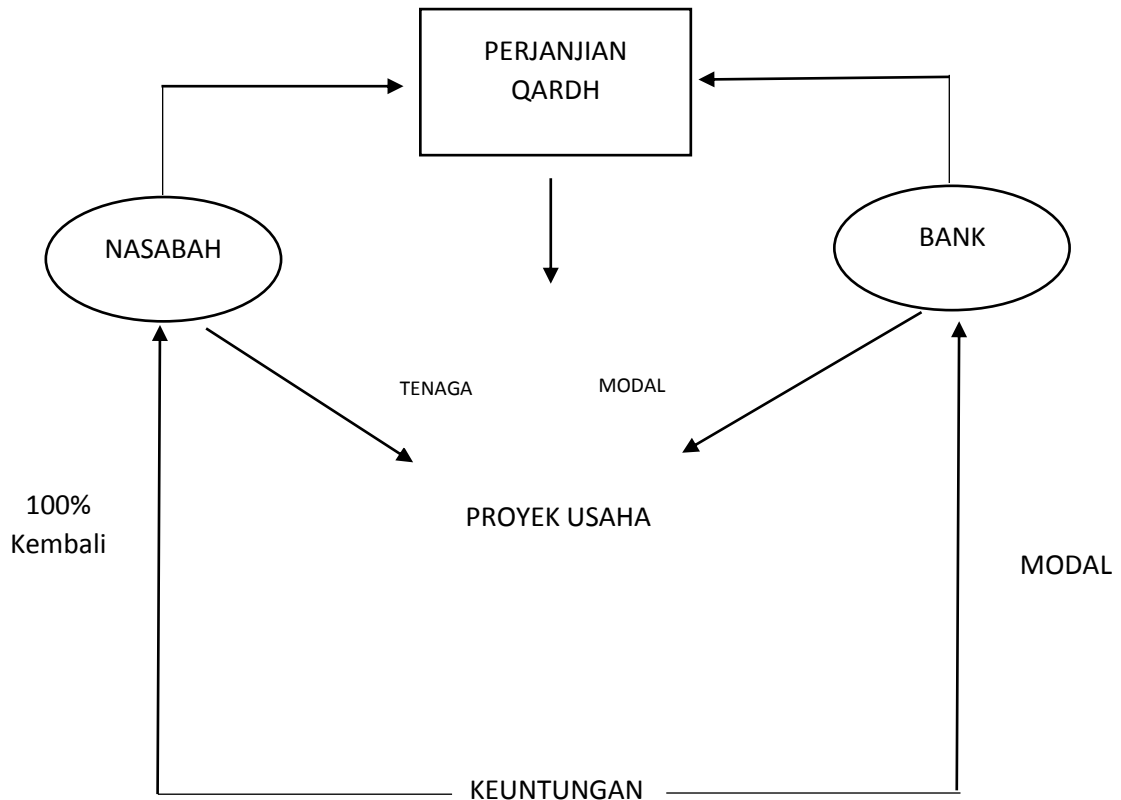 PERJANJIAN
QARDH
NASABAH
BANK
TENAGA
MODAL
100%
Kembali
PROYEK USAHA
MODAL
KEUNTUNGAN